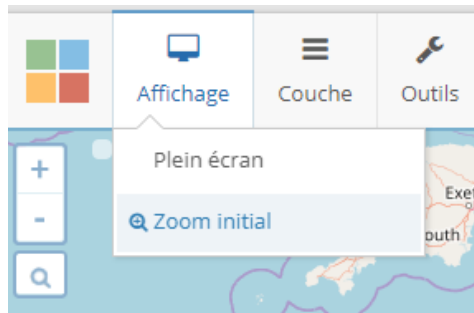 Affichage
Couche
Outils
Plein écran
Zoom initial
+
-